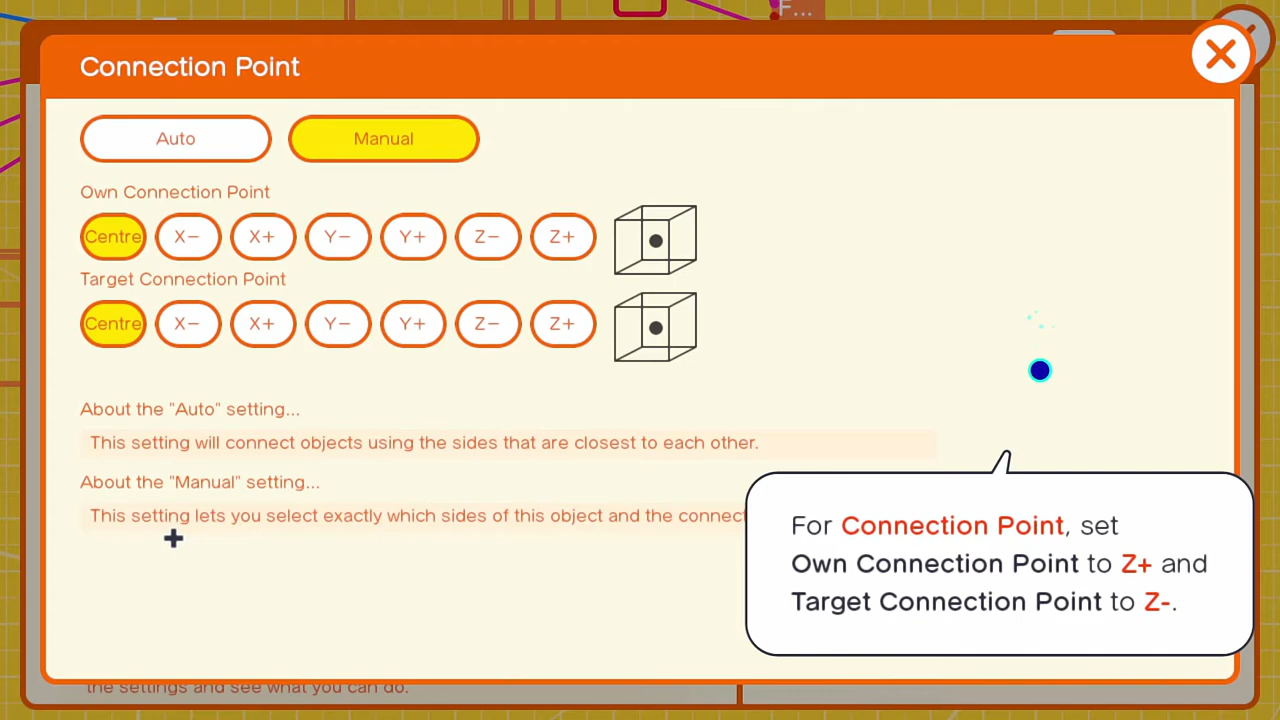 F...
Connection Point
Auto
Manual
Own Connection Point
Centre X- X+ Y- Y+ Z- Z+
Target Connection Point
Centre X- X+ Y- Y+ Z- Z+
About the "Auto" setting...
This setting will connect objects using the sides that are closest to each other.
About the "Manual" setting...
This setting lets you select exactly which sides of this object and the connect
For Connection Point, set
Own Connection Point to Z+ and
Target Connection Point to Z-.
the settings and see what you can do.